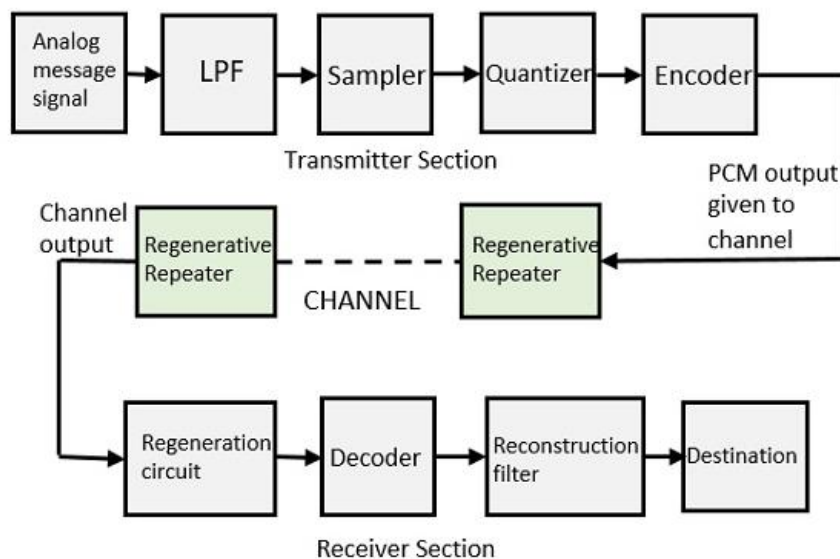 Analog
message
signal
LPF
Sampler
Quantizer
Encoder
Transmitter Section
PCM output
given to
channel
Channel
output
Regenerative
Repeater
CHANNEL
Regenerative
Repeater
Regeneration
circuit
Decoder
Reconstruction
filter
Destination
Receiver Section